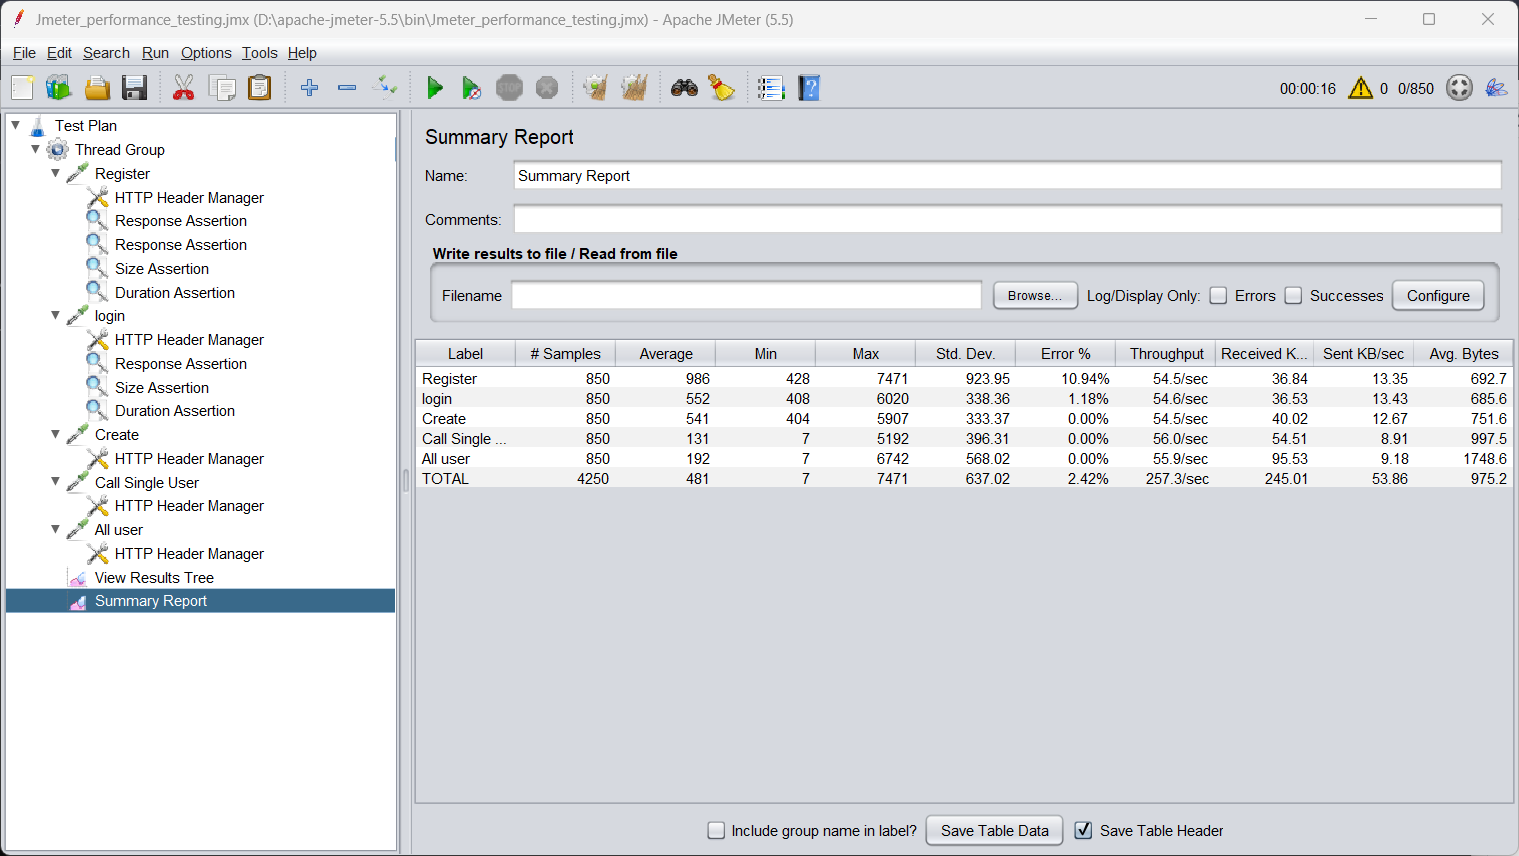 Jmeter_performance_testing.jmx (D:\apache-jmeter-5.5\bin\Jmeter_performance_testing.jmx) - Apache JMeter (5.5)
File Edit Search Run Options Tools Help
STOP 00:00:16 0 0/850
Test Plan
Thread Group
Register
HTTP Header Manager
Response Assertion
Response Assertion
Size Assertion
Duration Assertion
login
HTTP Header Manager
Response Assertion
Size Assertion
Duration Assertion
Create
HTTP Header Manager
Call Single User
HTTP Header Manager
All user
HTTP Header Manager
View Results Tree
Summary Report
Summary Report
Name: Summary Report
Comments:
Write results to file / Read from file
Filename Browse... Log/Display Only: Errors Successes Configure
Label # Samples Average Min Max Std. Dev. Error % Throughput Received K... Sent KB/sec Avg. Bytes
Register 850 986 428 7471 923.95 10.94% 54.5/sec 36.84 13.35 692.7
login 850 552 408 6020 338.36 1.18% 54.6/sec 36.53 13.43 685.6
Create 850 541 404 5907 333.37 0.00% 54.5/sec 40.02 12.67 751.6
Call Single ... 850 131 7 5192 396.31 0.00% 56.0/sec 54.51 8.91 997.5
All user 850 192 7 6742 568.02 0.00% 55.9/sec 95.53 9.18 1748.6
TOTAL 4250 481 7 7471 637.02 2.42% 257.3/sec 245.01 53.86 975.2
Include group name in label? Save Table Data Save Table Header